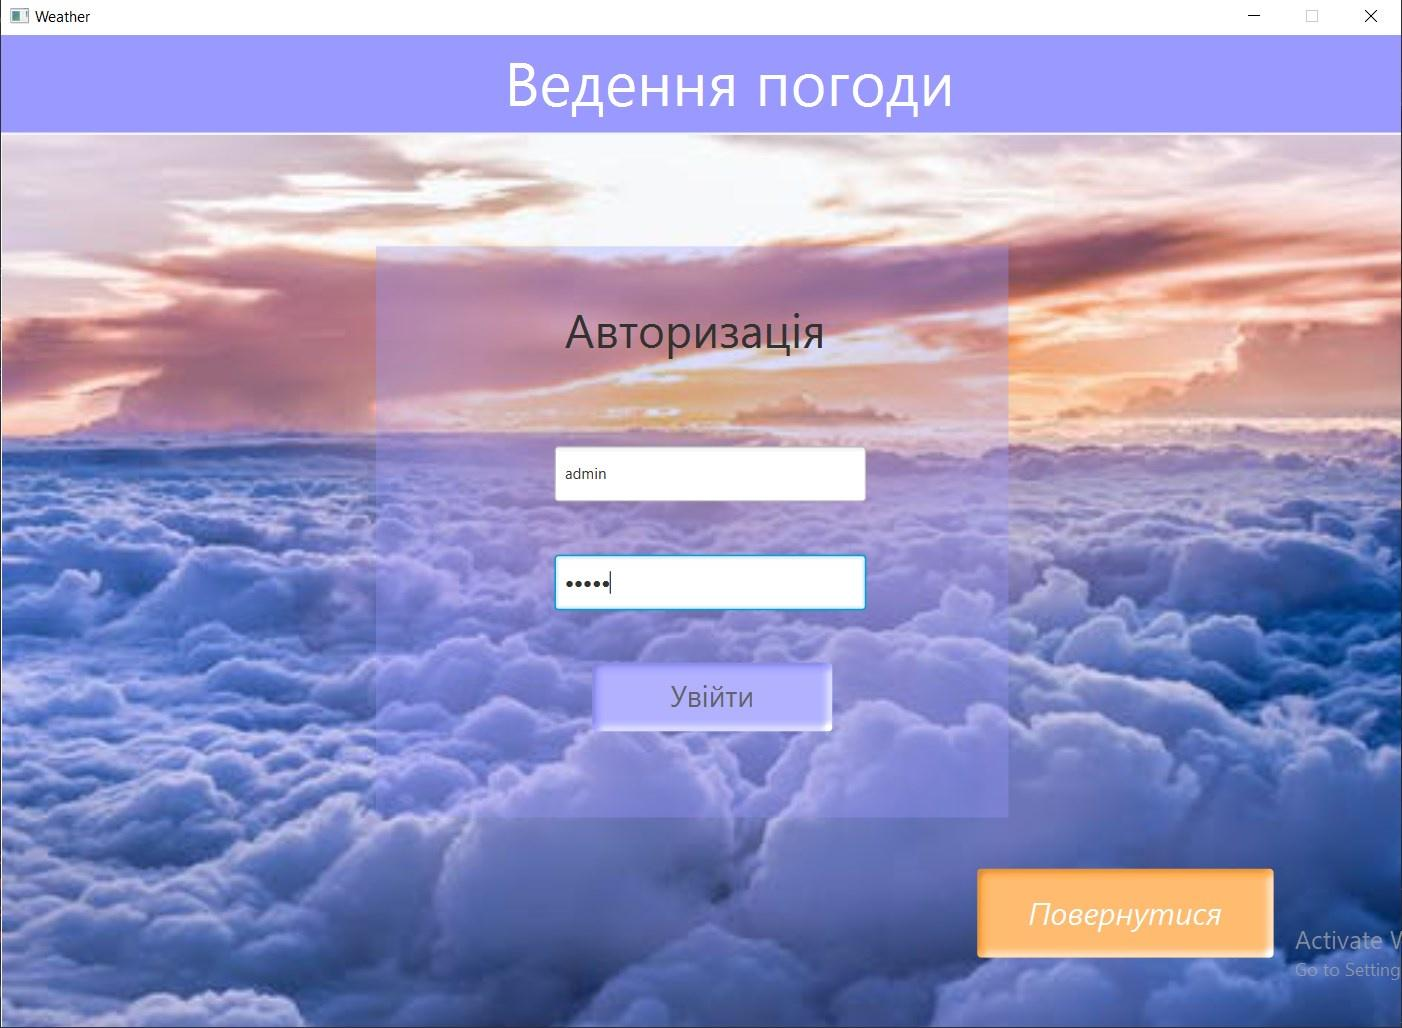 Weather
Ведення погоди
Авторизація
admin
•••••
Увійти
Повернутися
Activate
Go to Setting